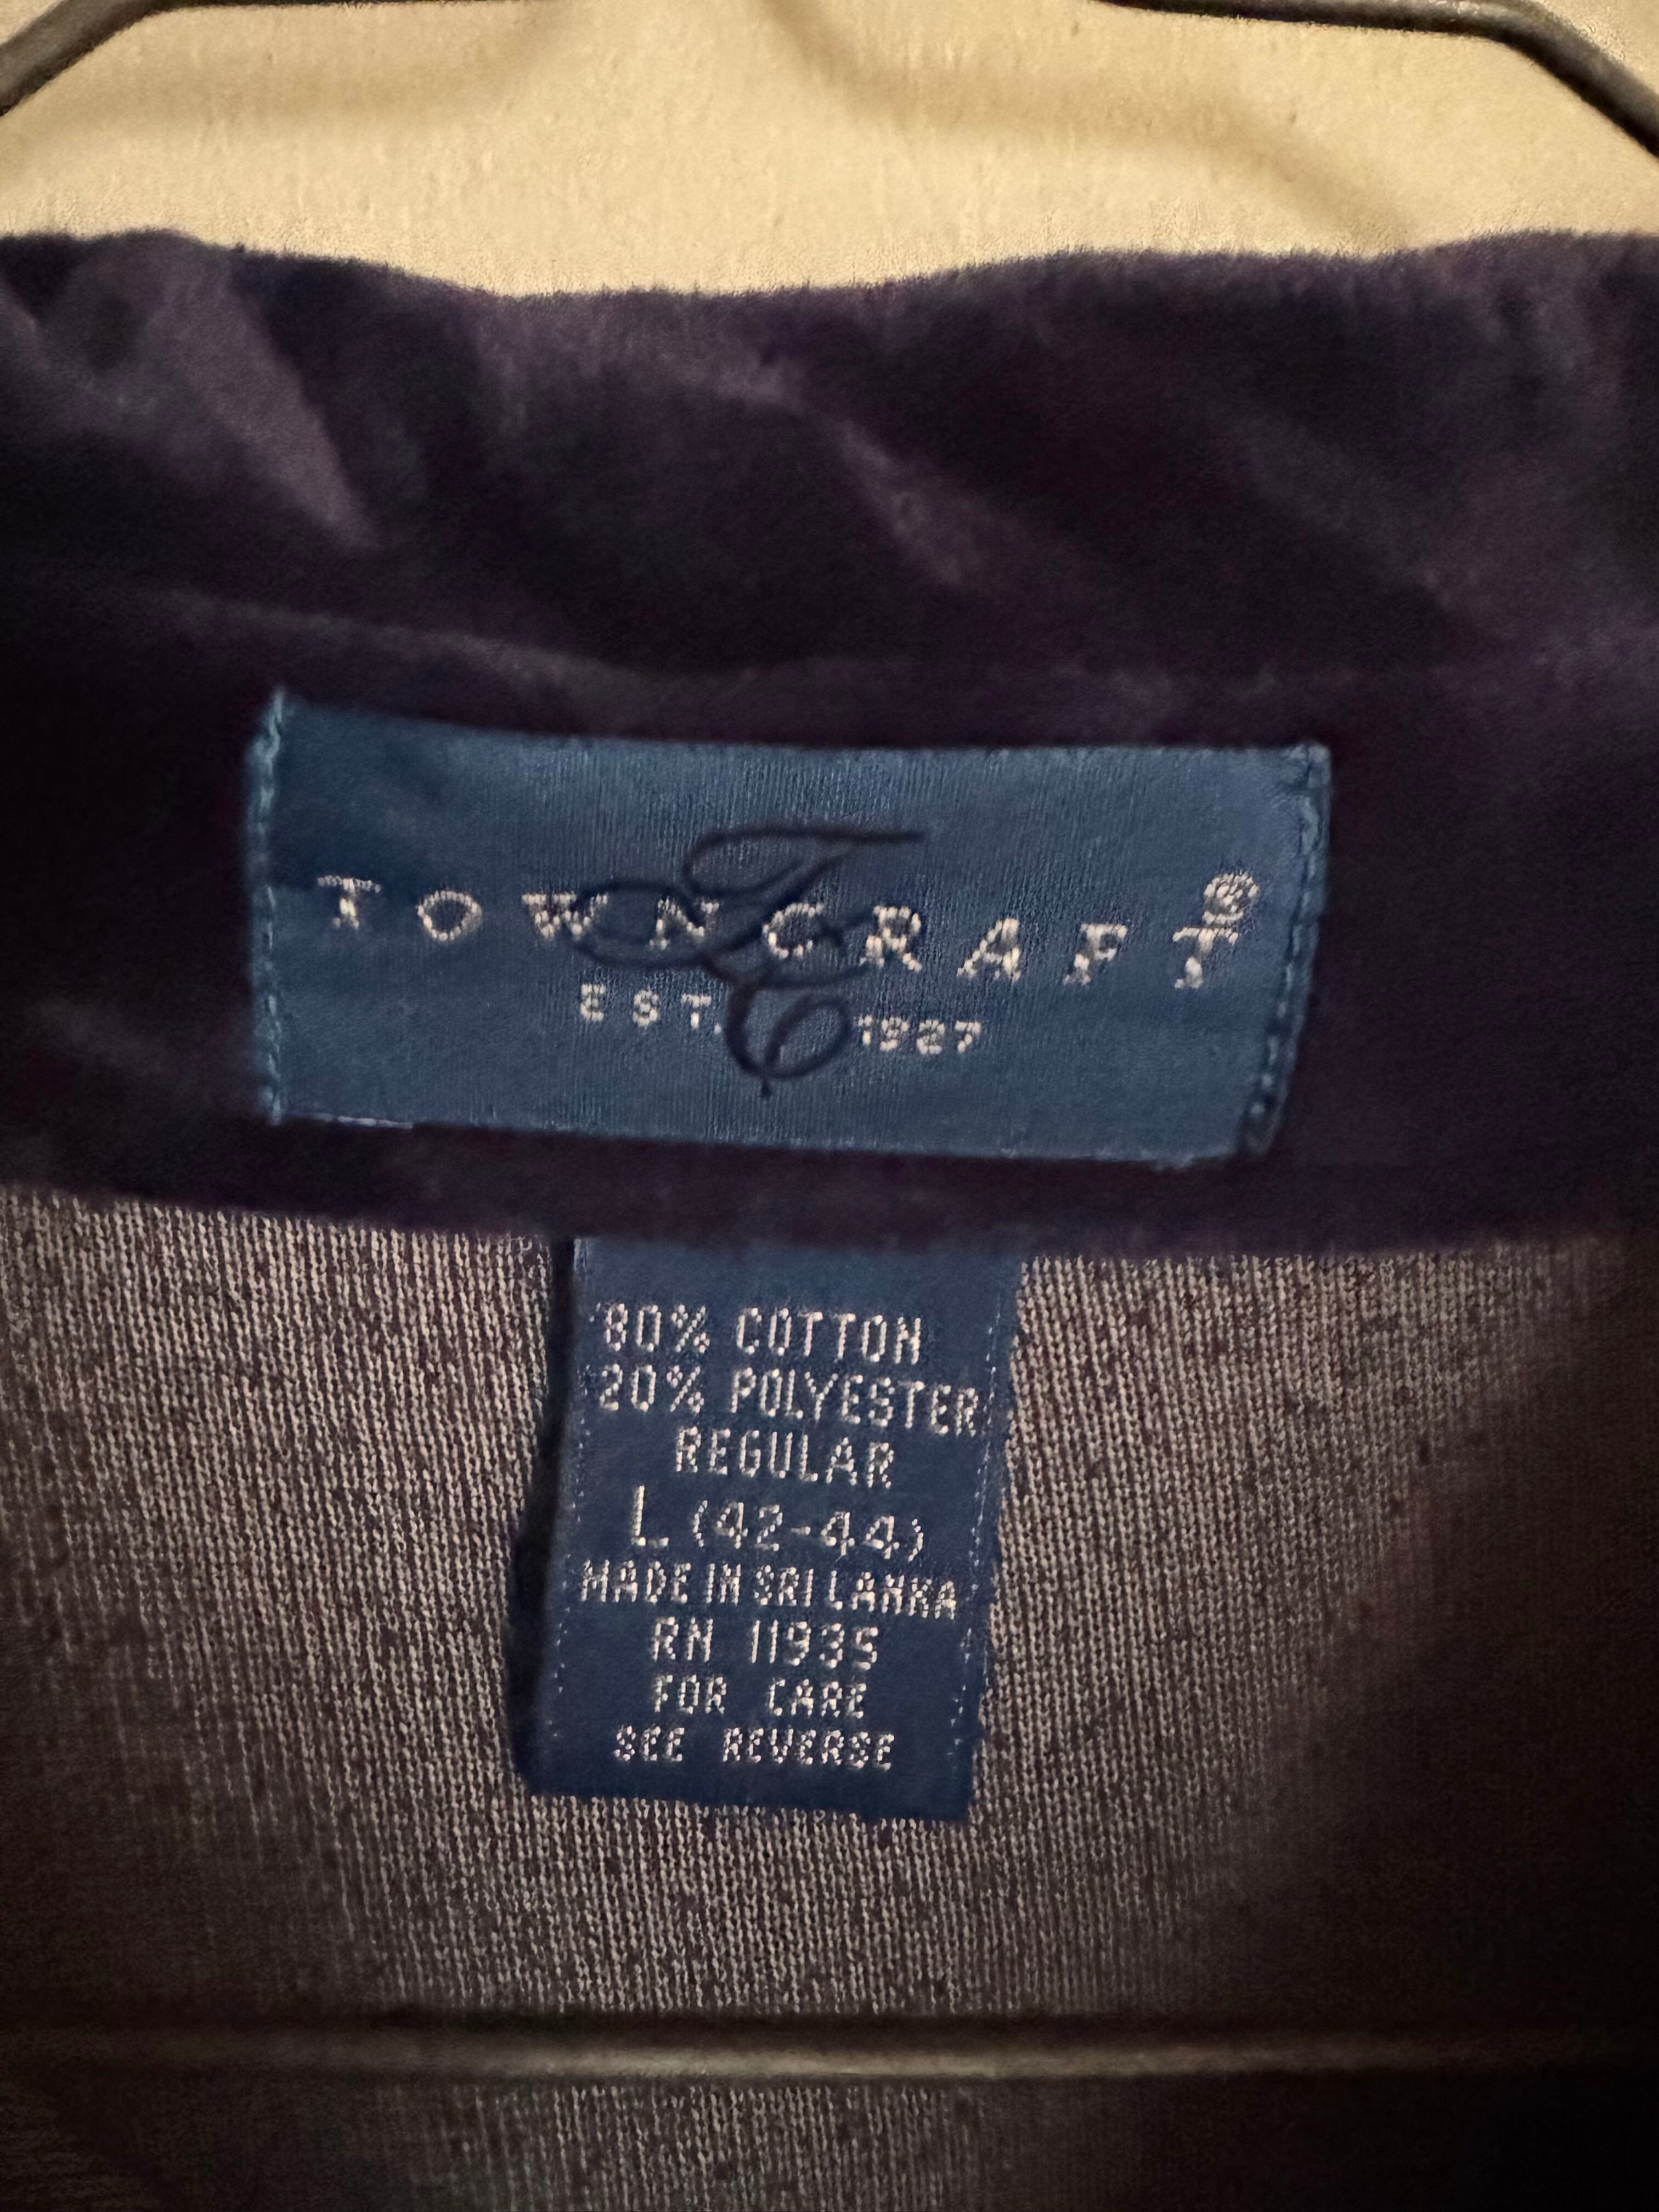 TOWNCRAFT®
TC
EST. 1927
80% COTTON
20% POLYESTER
REGULAR
L (42-44)
MADE IN SRI LANKA
RN 11935
FOR CARE
SEE REVERSE